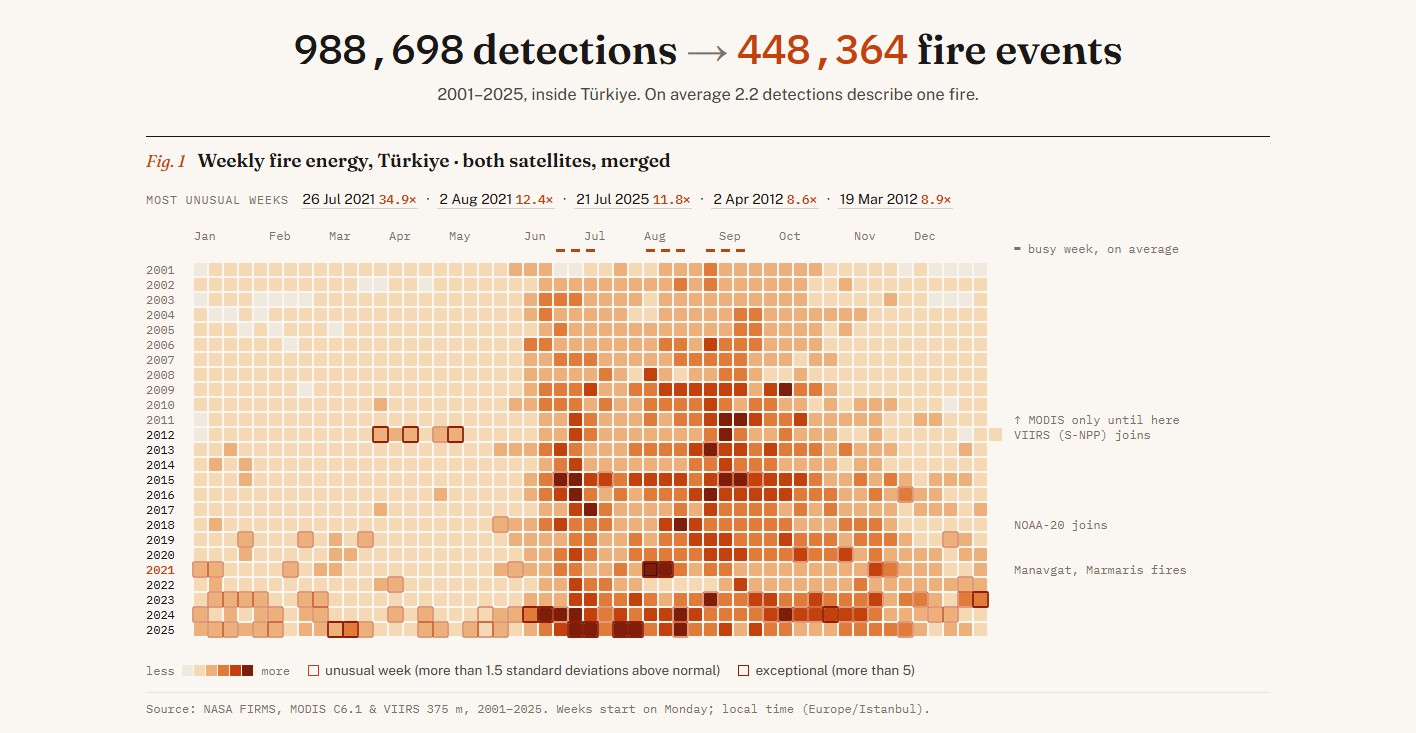 988,698 detections → 448,364 fire events
2001–2025, inside Türkiye. On average 2.2 detections describe one fire.
Fig. 1 Weekly fire energy, Türkiye · both satellites, merged
MOST UNUSUAL WEEKS 26 Jul 2021 34.9× · 2 Aug 2021 12.4× · 21 Jul 2025 11.8× · 2 Apr 2012 8.6× · 19 Mar 2012 8.9×
Jan Feb Mar Apr May Jun Jul Aug Sep Oct Nov Dec
busy week, on average
2001
2002
2003
2004
2005
2006
2007
2008
2009
2010
2011 ↑ MODIS only until here
2012 VIIRS (S-NPP) joins
2013
2014
2015
2016
2017
2018 NOAA-20 joins
2019
2020
2021 Manavgat, Marmaris fires
2022
2023
2024
2025
less more unusual week (more than 1.5 standard deviations above normal) exceptional (more than 5)
Source: NASA FIRMS, MODIS C6.1 & VIIRS 375 m, 2001–2025. Weeks start on Monday; local time (Europe/Istanbul).